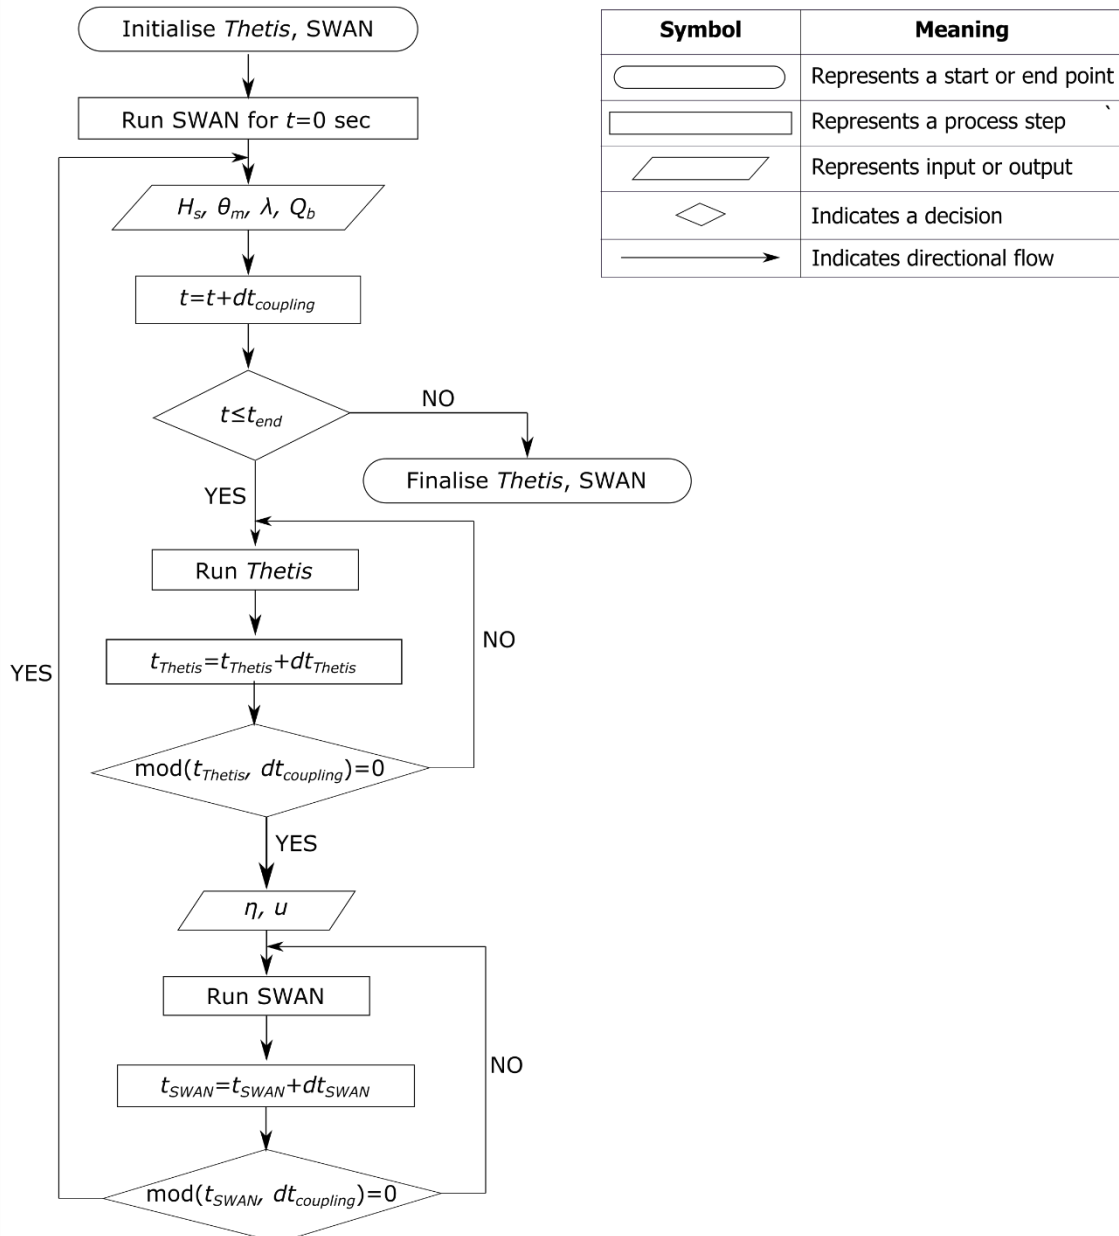 Initialise Thetis, SWAN
Run SWAN for t=0 sec
Hs, θm, λ, Qb
t=t+dtcoupling
t≤tend
NO
Finalise Thetis, SWAN
YES
Run Thetis
NO
tThetis=tThetis+dtThetis
YES
mod(tThetis, dtcoupling)=0
YES
η, u
Run SWAN
NO
tSWAN=tSWAN+dtSWAN
mod(tSWAN, dtcoupling)=0
Symbol Meaning
Represents a start or end point
Represents a process step `
Represents input or output
Indicates a decision
Indicates directional flow